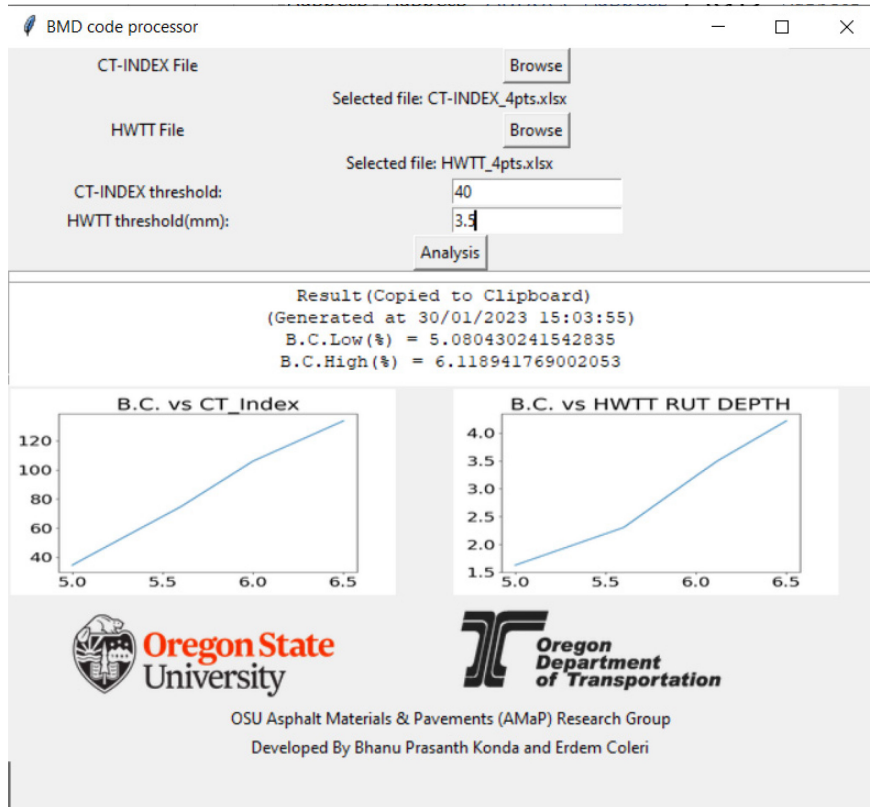 BMD code processor
CT-INDEX File
Browse
Selected file: CT-INDEX_4pts.xlsx
HWTT File
Browse
Selected file: HWTT_4pts.xlsx
CT-INDEX threshold:
40
HWTT threshold(mm):
3.5
Analysis
Result(Copied to Clipboard)
(Generated at 30/01/2023 15:03:55)
B.C.Low(%) = 5.080430241542835
B.C.High(%) = 6.118941769002053
B.C. vs CT_Index
120
100
80
60
40
5.0 5.5 6.0 6.5
B.C. vs HWTT RUT DEPTH
4.0
3.5
3.0
2.5
2.0
1.5
5.0 5.5 6.0 6.5
Oregon State
University
Oregon
Department
of Transportation
OSU Asphalt Materials & Pavements (AMaP) Research Group
Developed By Bhanu Prasanth Konda and Erdem Coleri